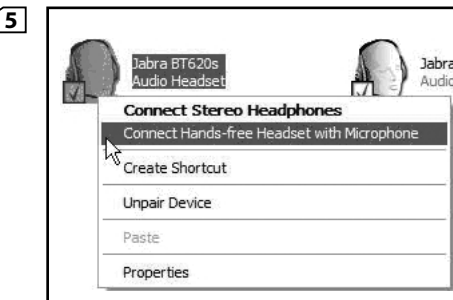 5
Jabra BT620s
Audio Headset
Jabra
Audio
Connect Stereo Headphones
Connect Hands-free Headset with Microphone
Create Shortcut
Unpair Device
Paste
Properties